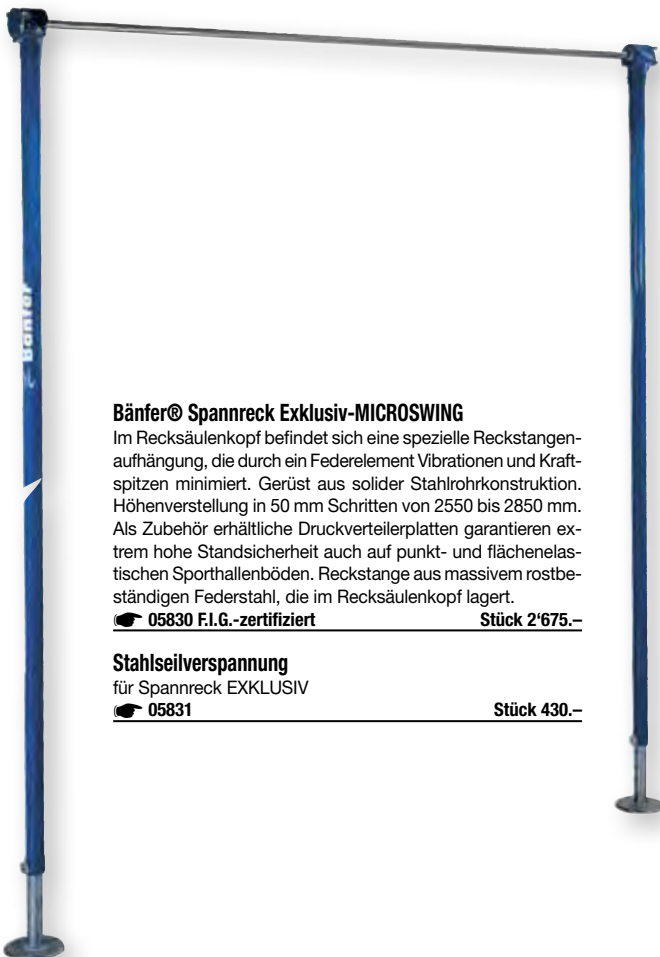 Bänfer
Bänfer® Spannreck Exklusiv-MICROSWING
Im Recksäulenkopf befindet sich eine spezielle Reckstangen-
aufhängung, die durch ein Federelement Vibrationen und Kraft-
spitzen minimiert. Gerüst aus solider Stahlrohrkonstruktion.
Höhenverstellung in 50 mm Schritten von 2550 bis 2850 mm.
Als Zubehör erhältliche Druckverteilerplatten garantieren ex-
trem hohe Standsicherheit auch auf punkt- und flächenelas-
tischen Sporthallenböden. Reckstange aus massivem rostbe-
ständigen Federstahl, die im Recksäulenkopf lagert.
☛ 05830 F.I.G.-zertifiziert Stück 2‘675.–
Stahlseilverspannung
für Spannreck EXKLUSIV
☛ 05831 Stück 430.–